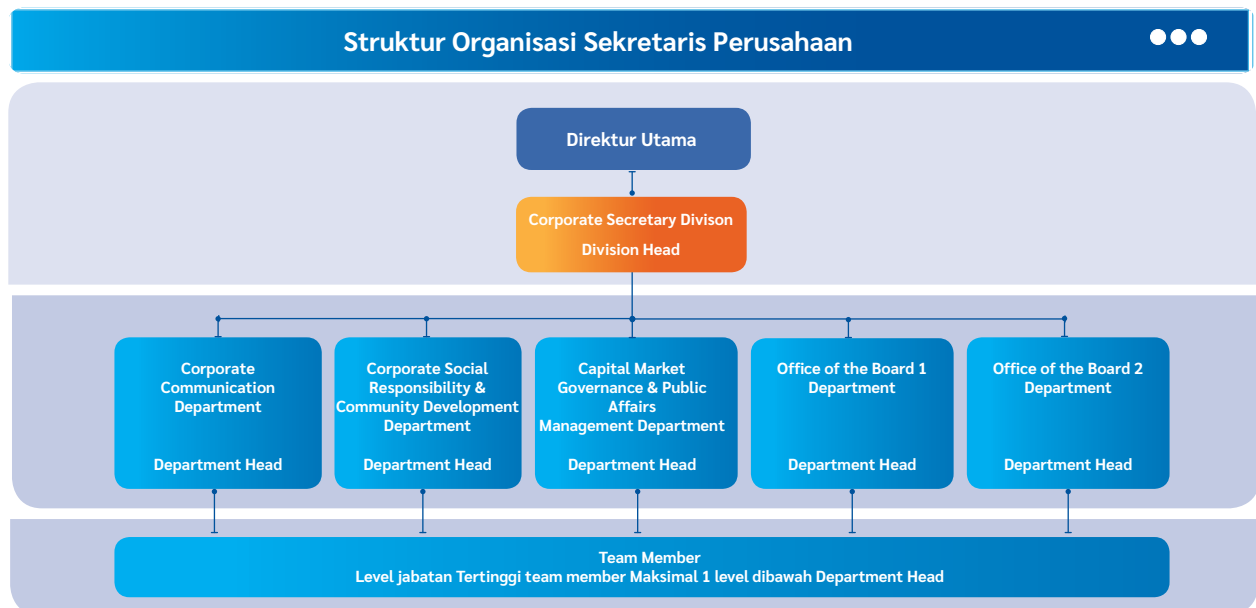 Struktur Organisasi Sekretaris Perusahaan
Direktur Utama
Corporate Secretary Divison
Division Head
Corporate
Communication
Department
Department Head
Corporate Social
Responsibility &
Community Development
Department
Department Head
Capital Market
Governance & Public
Affairs
Management Department
Department Head
Office of the Board 1
Department
Department Head
Office of the Board 2
Department
Department Head
Team Member
Level jabatan Tertinggi team member Maksimal 1 level dibawah Department Head